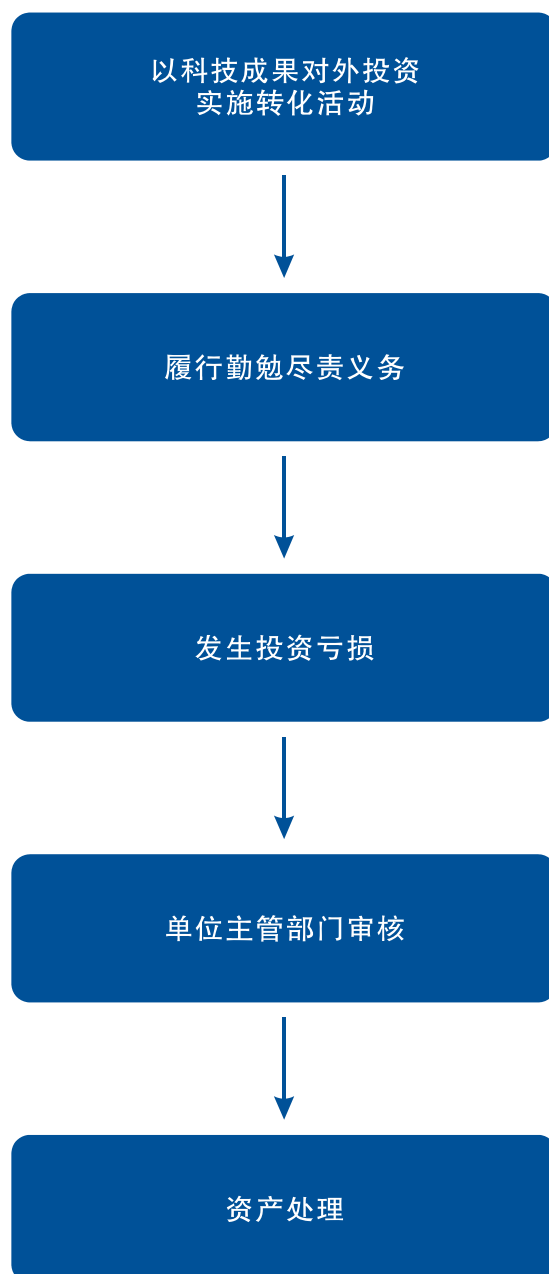 以科技成果对外投资
实施转化活动
履行勤勉尽责义务
发生投资亏损
单位主管部门审核
资产处理